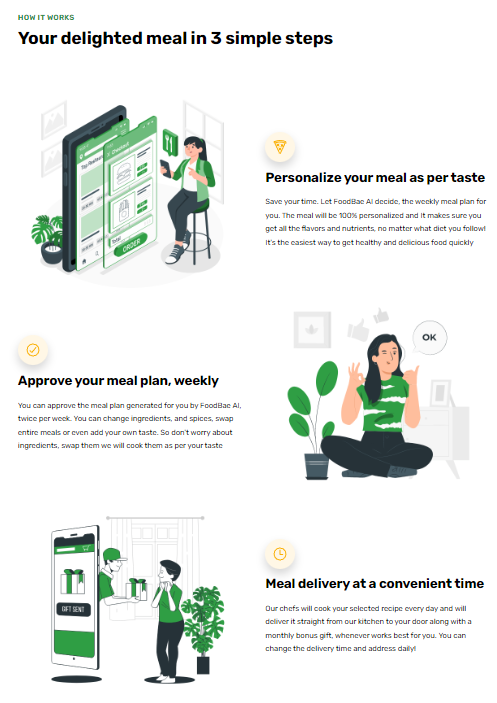 HOW IT WORKS
Your delighted meal in 3 simple steps
Top Restaurants
Checkout
Total
ORDER
Personalize your meal as per taste
Save your time. Let FoodBae AI decide, the weekly meal plan for
you. The meal will be 100% personalized and it makes sure you
get all the flavors and nutrients, no matter what diet you follow!
It's the easiest way to get healthy and delicious food quickly
OK
Approve your meal plan, weekly
You can approve the meal plan generated for you by FoodBae AI,
twice per week. You can change ingredients, and spices, swap
entire meals or even add your own taste. So don't worry about
ingredients, swap them we will cook them as per your taste
GIFT SENT
Meal delivery at a convenient time
Our chefs will cook your selected recipe every day and will
deliver it straight from our kitchen to your door along with a
monthly bonus gift, whenever works best for you. You can
change the delivery time and address daily!